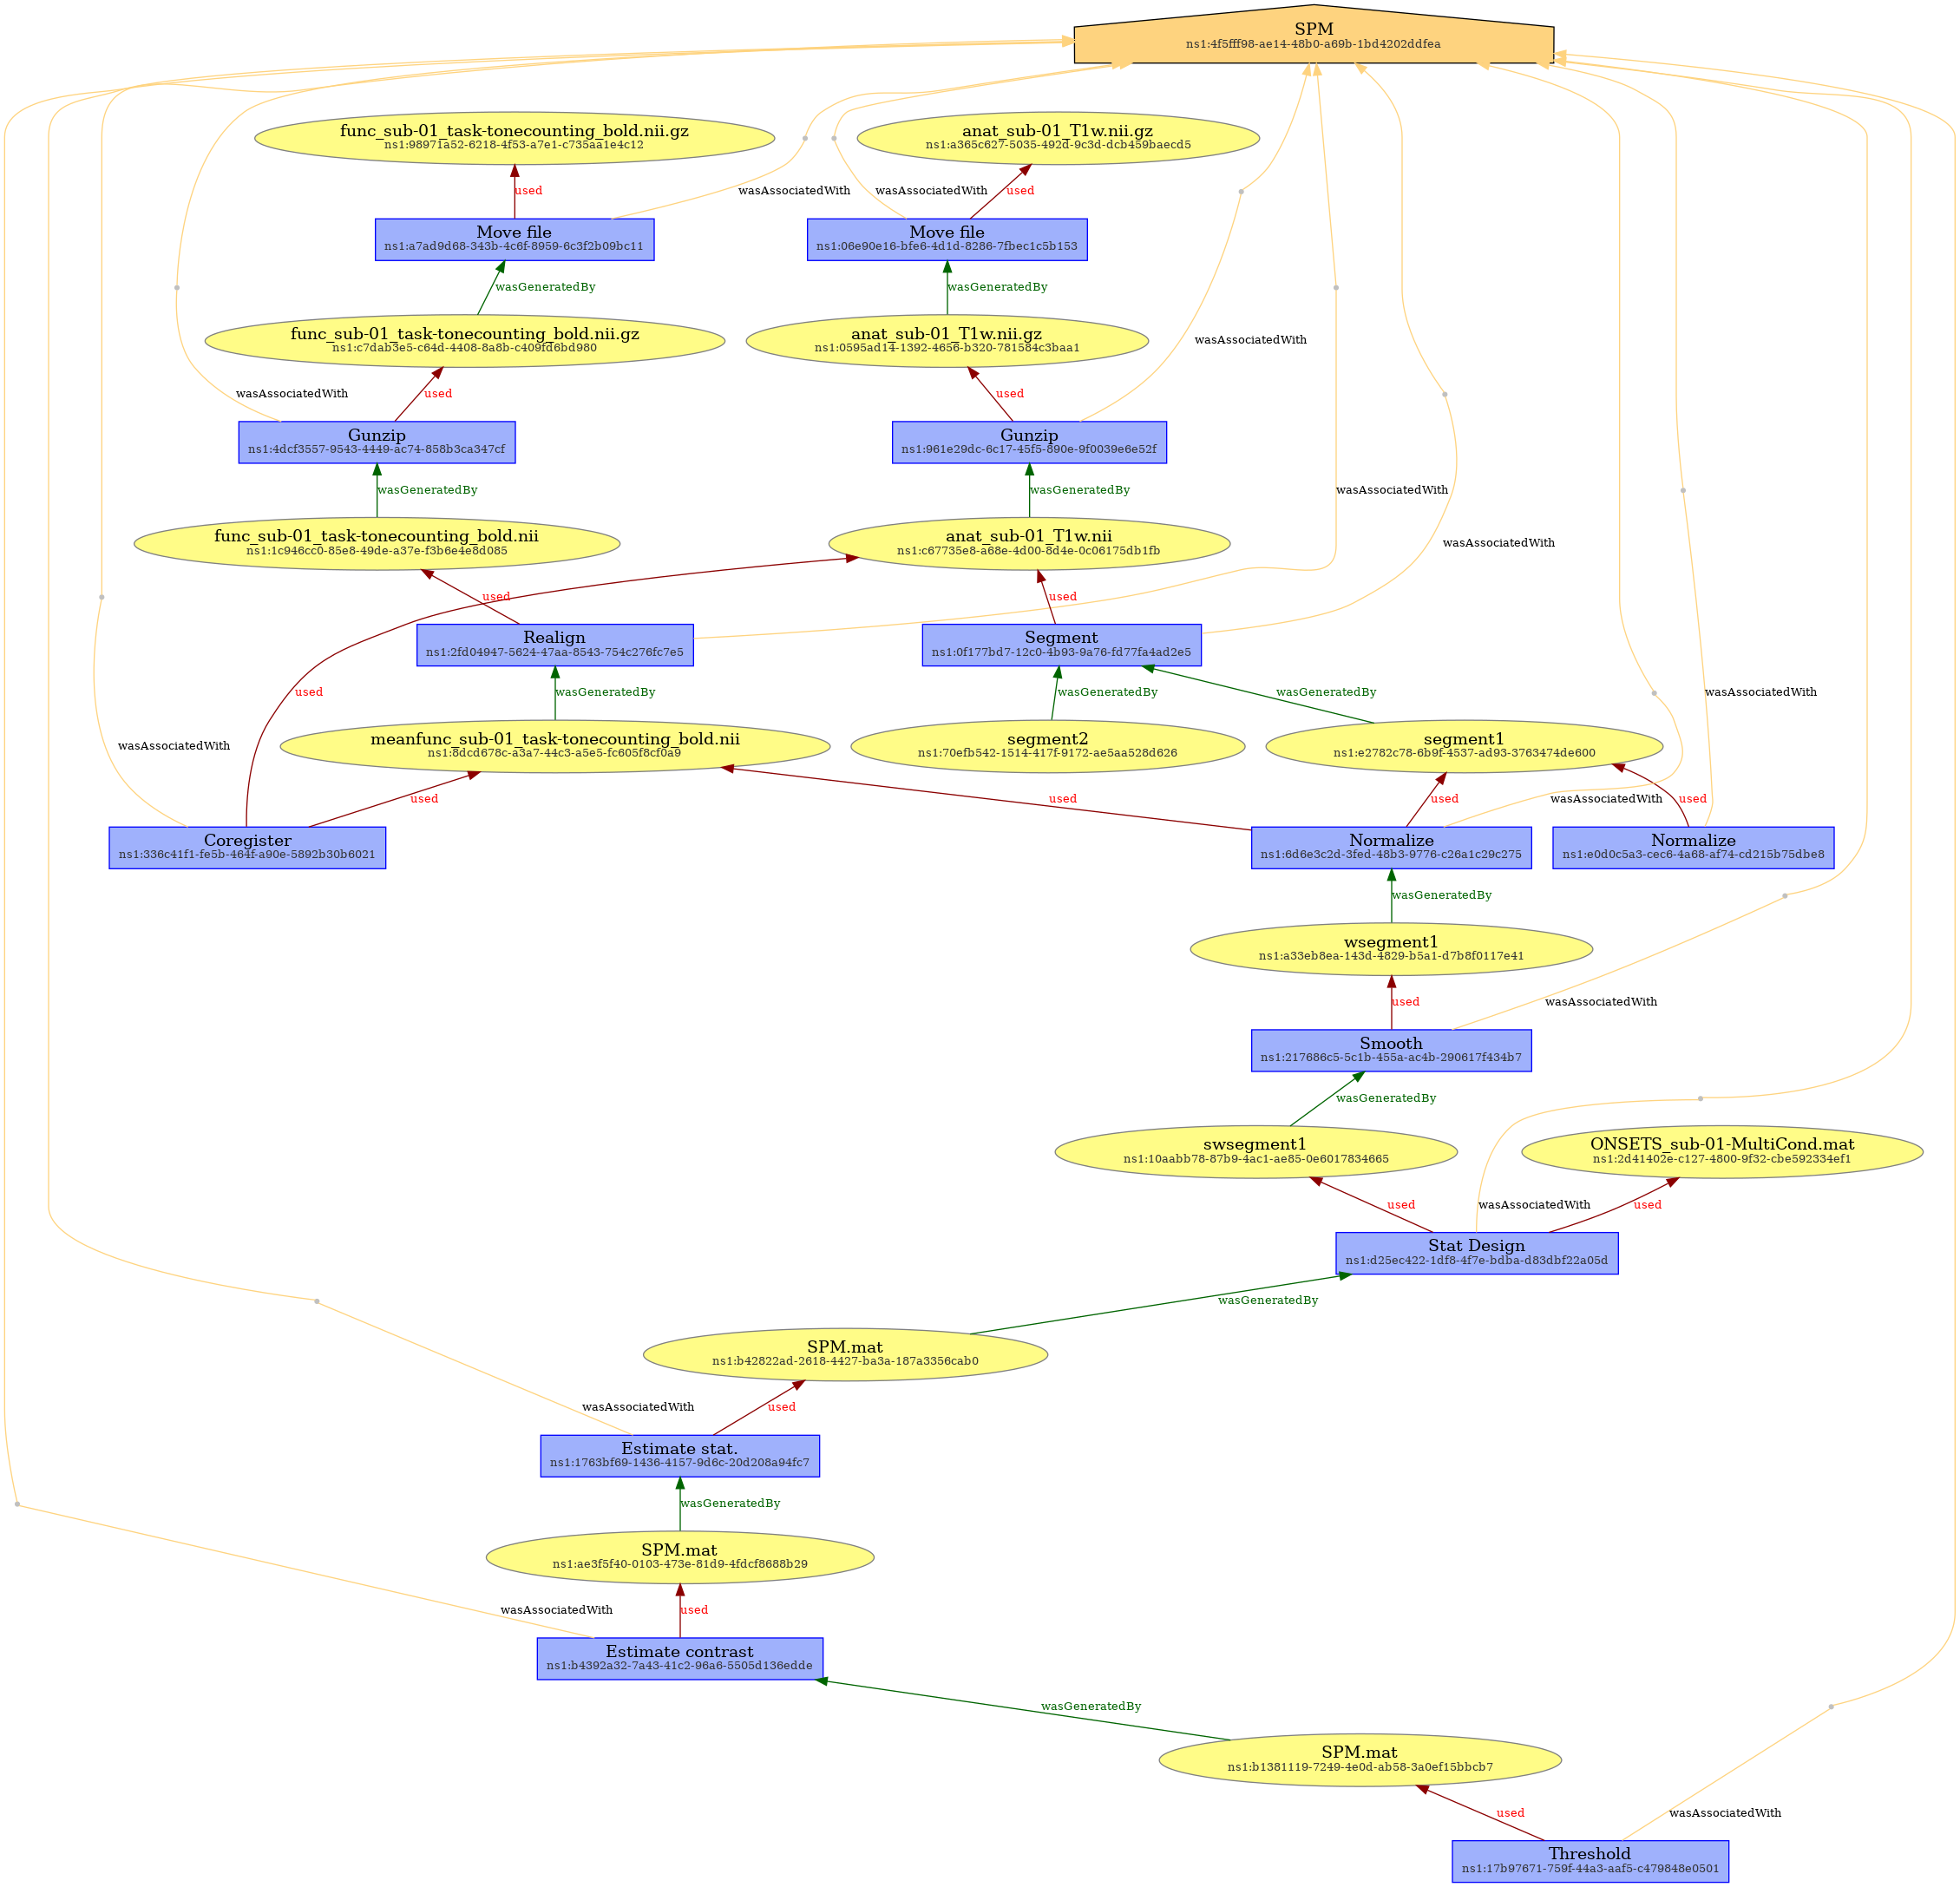 SPM
ns1:4f5fff98-ae14-48b0-a69b-1bd4202ddfea
func_sub-01_task-tonecounting_bold.nii.gz
ns1:98971a52-6218-4f53-a7e1-c735aa1e4c12
anat_sub-01_T1w.nii.gz
ns1:a365c627-5035-492d-9c3d-dcb459baecd5
used
wasAssociatedWith
wasAssociatedWith
used
Move file
ns1:a7ad9d68-343b-4c6f-8959-6c3f2b09bc11
Move file
ns1:06e90e16-bfe6-4d1d-8286-7fbec1c5b153
wasGeneratedBy
wasGeneratedBy
func_sub-01_task-tonecounting_bold.nii.gz
ns1:c7dab3e5-c64d-4408-8a8b-c409fd6bd980
anat_sub-01_T1w.nii.gz
ns1:0595ad14-1392-4656-b320-781584c3baa1
wasAssociatedWith
wasAssociatedWith
used
used
Gunzip
ns1:4dcf3557-9543-4449-ac74-858b3ca347cf
Gunzip
ns1:961e29dc-6c17-45f5-890e-9f0039e6e52f
wasGeneratedBy
wasGeneratedBy
wasAssociatedWith
func_sub-01_task-tonecounting_bold.nii
ns1:1c946cc0-85e8-49de-a37e-f3b6e4e8d085
anat_sub-01_T1w.nii
ns1:c67735e8-a68e-4d00-8d4e-0c06175db1fb
wasAssociatedWith
used
used
Realign
ns1:2fd04947-5624-47aa-8543-754c276fc7e5
Segment
ns1:0f177bd7-12c0-4b93-9a76-fd77fa4ad2e5
used
wasGeneratedBy
wasGeneratedBy
wasGeneratedBy
wasAssociatedWith
meanfunc_sub-01_task-tonecounting_bold.nii
ns1:8dcd678c-a3a7-44c3-a5e5-fc605f8cf0a9
segment2
ns1:70efb542-1514-417f-9172-ae5aa528d626
segment1
ns1:e2782c78-6b9f-4537-ad93-3763474de600
wasAssociatedWith
used
used
used
wasAssociatedWith
used
Coregister
ns1:336c41f1-fe5b-464f-a90e-5892b30b6021
Normalize
ns1:6d6e3c2d-3fed-48b3-9776-c26a1c29c275
Normalize
ns1:e0d0c5a3-cec6-4a68-af74-cd215b75dbe8
wasGeneratedBy
wsegment1
ns1:a33eb8ea-143d-4829-b5a1-d7b8f0117e41
used
wasAssociatedWith
Smooth
ns1:217686c5-5c1b-455a-ac4b-290617f434b7
wasGeneratedBy
swsegment1
ns1:10aabb78-87b9-4ac1-ae85-0e6017834665
ONSETS_sub-01-MultiCond.mat
ns1:2d41402e-c127-4800-9f32-cbe592334ef1
used
wasAssociatedWith
used
Stat Design
ns1:d25ec422-1df8-4f7e-bdba-d83dbf22a05d
wasGeneratedBy
SPM.mat
ns1:b42822ad-2618-4427-ba3a-187a3356cab0
wasAssociatedWith
used
Estimate stat.
ns1:1763bf69-1436-4157-9d6c-20d208a94fc7
wasGeneratedBy
SPM.mat
ns1:ae3f5f40-0103-473e-81d9-4fdcf8688b29
wasAssociatedWith
used
Estimate contrast
ns1:b4392a32-7a43-41c2-96a6-5505d136edde
wasGeneratedBy
SPM.mat
ns1:b1381119-7249-4e0d-ab58-3a0ef15bbcb7
used
wasAssociatedWith
Threshold
ns1:17b97671-759f-44a3-aaf5-c479848e0501